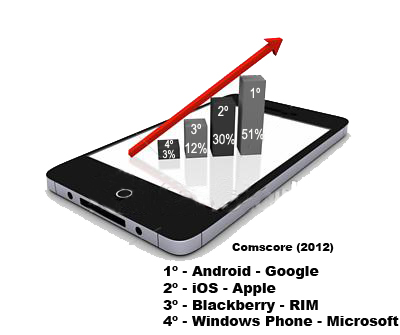 1º
51%
2º
30%
3º
12%
4º
3%
Comscore (2012)
1º - Android - Google
2º - iOS - Apple
3º - Blackberry - RIM
4º - Windows Phone - Microsoft